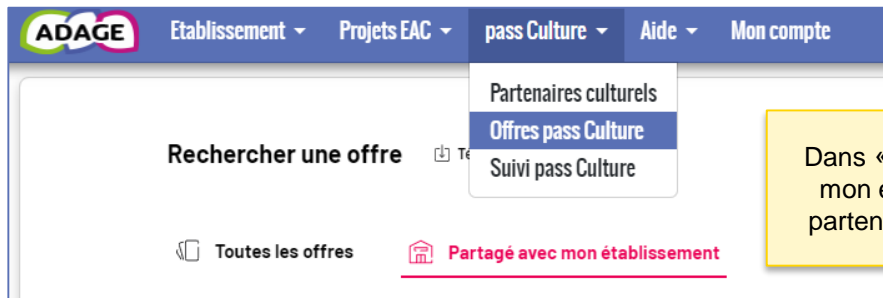 ADAGE
Etablissement Projets EAC pass Culture Aide Mon compte
Partenaires culturels
Offres pass Culture
Suivi pass Culture
Rechercher une offre
Toutes les offres Partagé avec mon établissement
Dans «
mon
parten